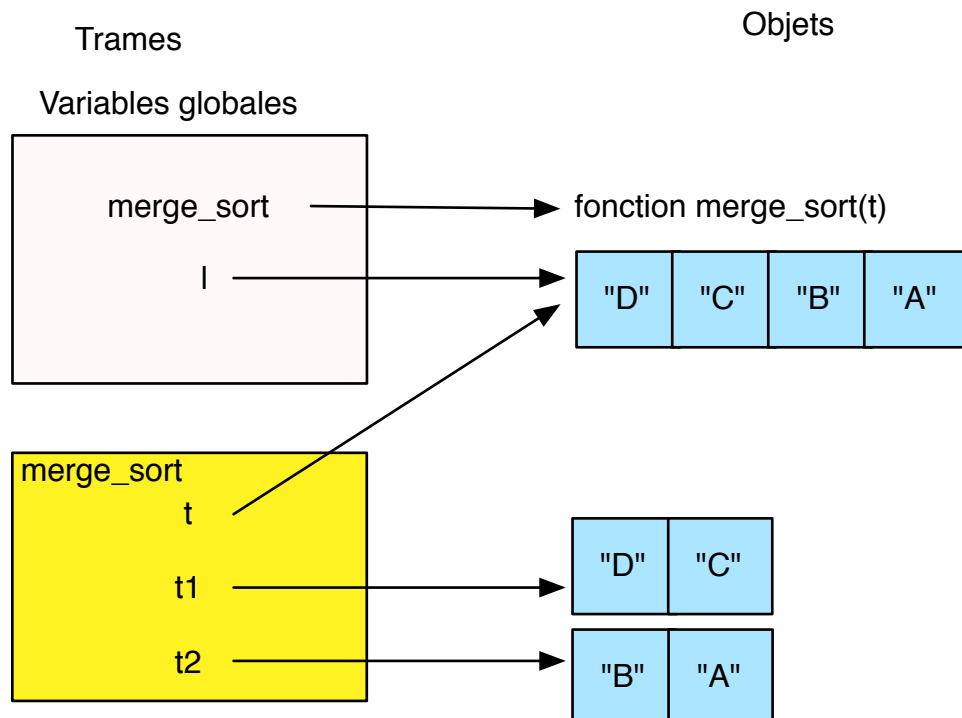 Trames
Objets
Variables globales
merge_sort
fonction merge_sort(t)
l
"D" "C" "B" "A"
merge_sort
t
t1
"D" "C"
t2
"B" "A"